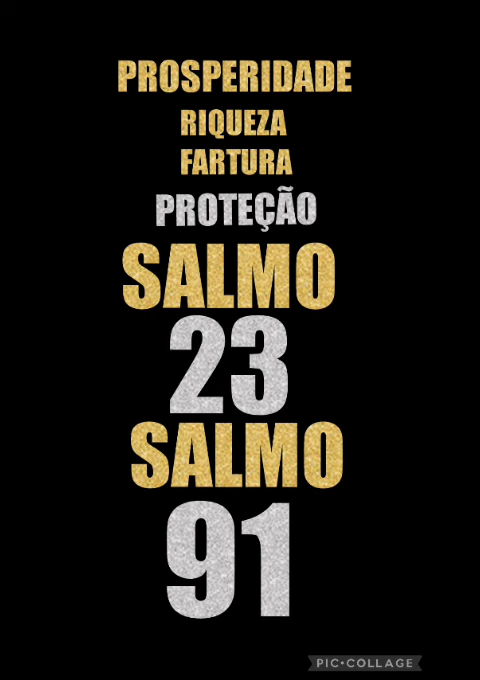 PROSPERIDADE
RIQUEZA
FARTURA
PROTEÇÃO
SALMO
23
SALMO
91
PIC•COLLAGE